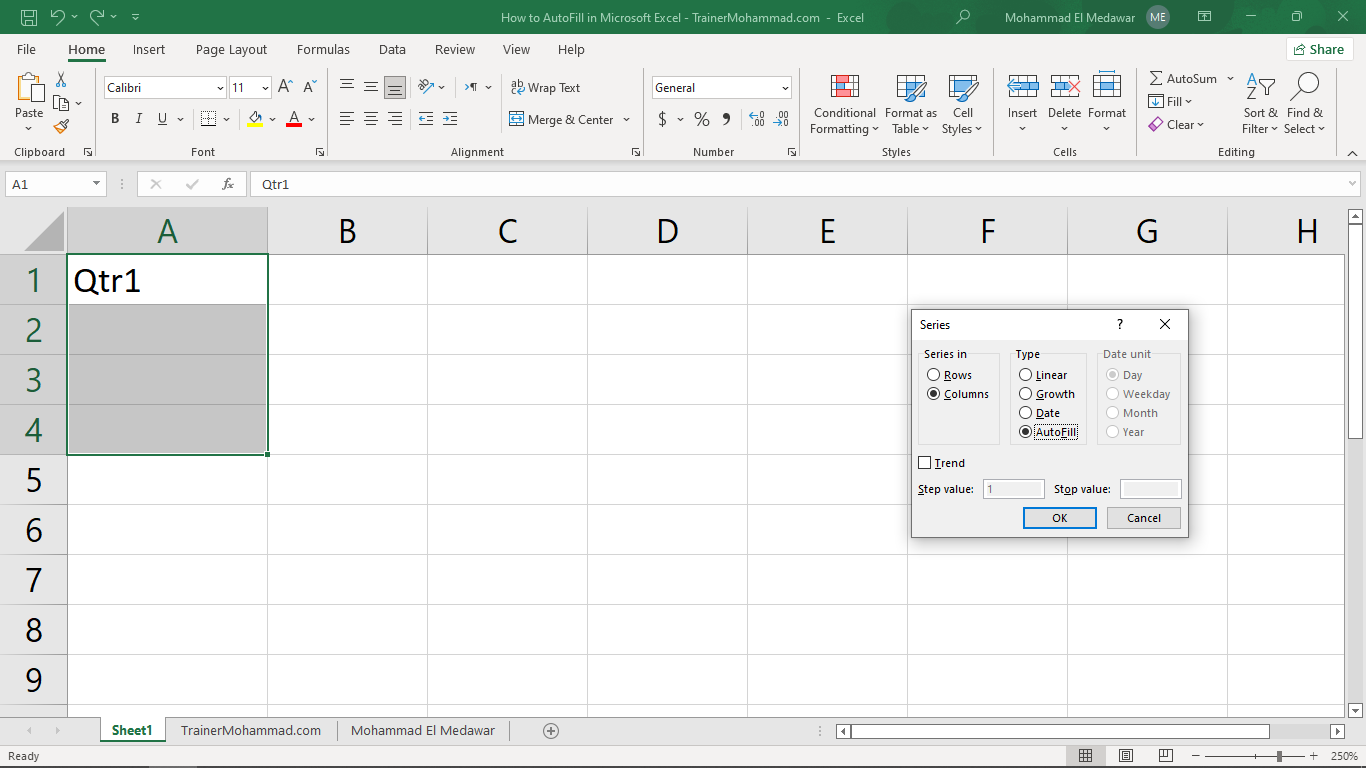 How to AutoFill in Microsoft Excel - TrainerMohammad.com - Excel
Mohammad El Medawar
ME
File Home Insert Page Layout Formulas Data Review View Help
Share
Paste
Calibri
11
A A
B I U
A
Wrap Text
Merge & Center
General
$ % 9
Conditional Formatting
Format as Table
Cell Styles
Insert
Delete
Format
AutoSum
Fill
Clear
Sort & Filter
Find & Select
Clipboard Font Alignment Number Styles Cells Editing
A1
fx
Qtr1
A B C D E F G H
1 Qtr1
2
3
4
5
6
7
8
9
Series ?
Series in
Rows
Columns
Type
Linear
Growth
Date
AutoFill
Date unit
Day
Weekday
Month
Year
Trend
Step value: 1 Stop value:
OK Cancel
Sheet1 TrainerMohammad.com Mohammad El Medawar
Ready
250%